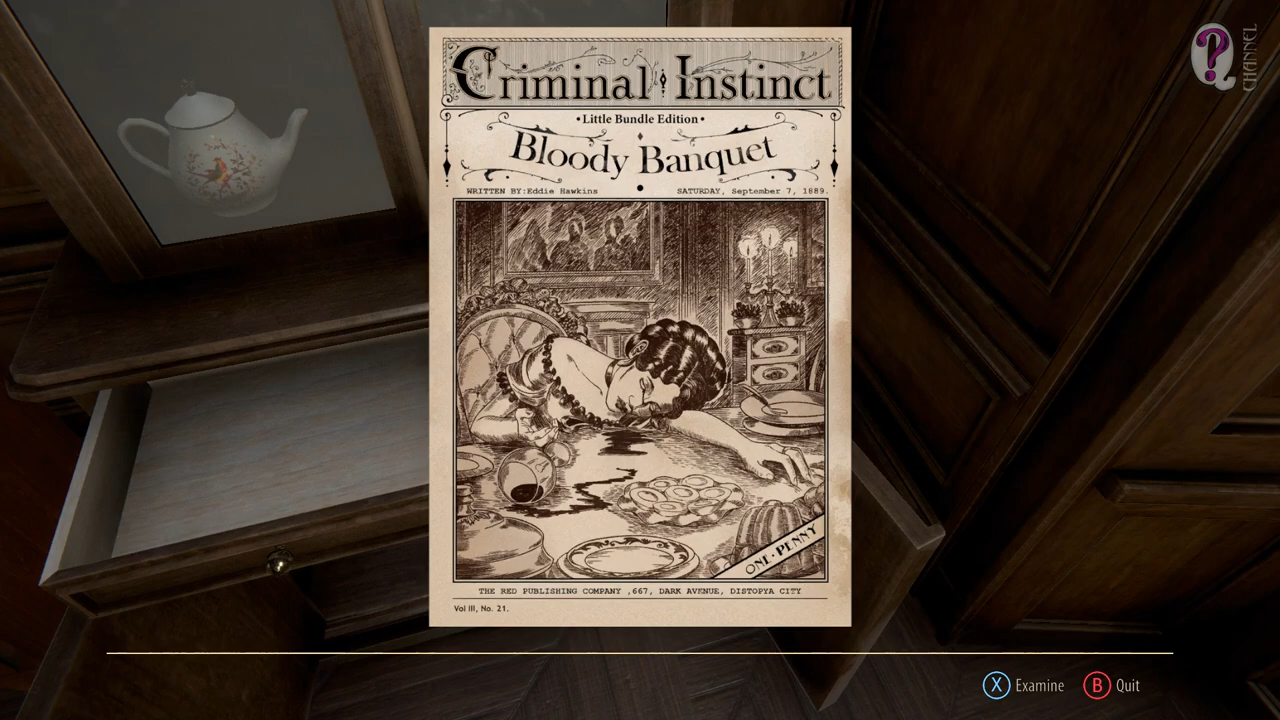 Criminal Instinct
•Little Bundle Edition•
Bloody Banquet
WRITTEN BY:Eddie Hawkins
SATURDAY, September 7, 1889.
ONE·PENNY
THE RED PUBLISHING COMPANY ,667, DARK AVENUE, DISTOPYA CITY
Vol III, No. 21.
? CHANNEL
X Examine B Quit